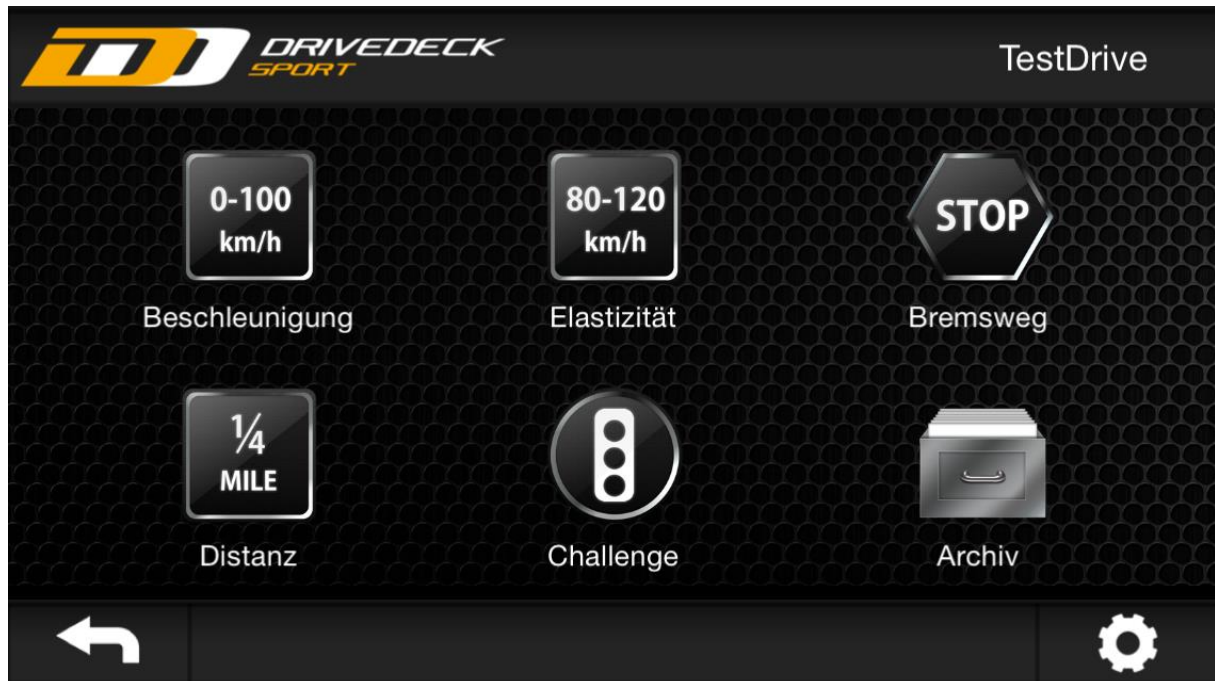 DRIVEDECK
SPORT
TestDrive
0-100
km/h
Beschleunigung
80-120
km/h
Elastizität
STOP
Bremsweg
1/4
MILE
Distanz
Challenge
Archiv